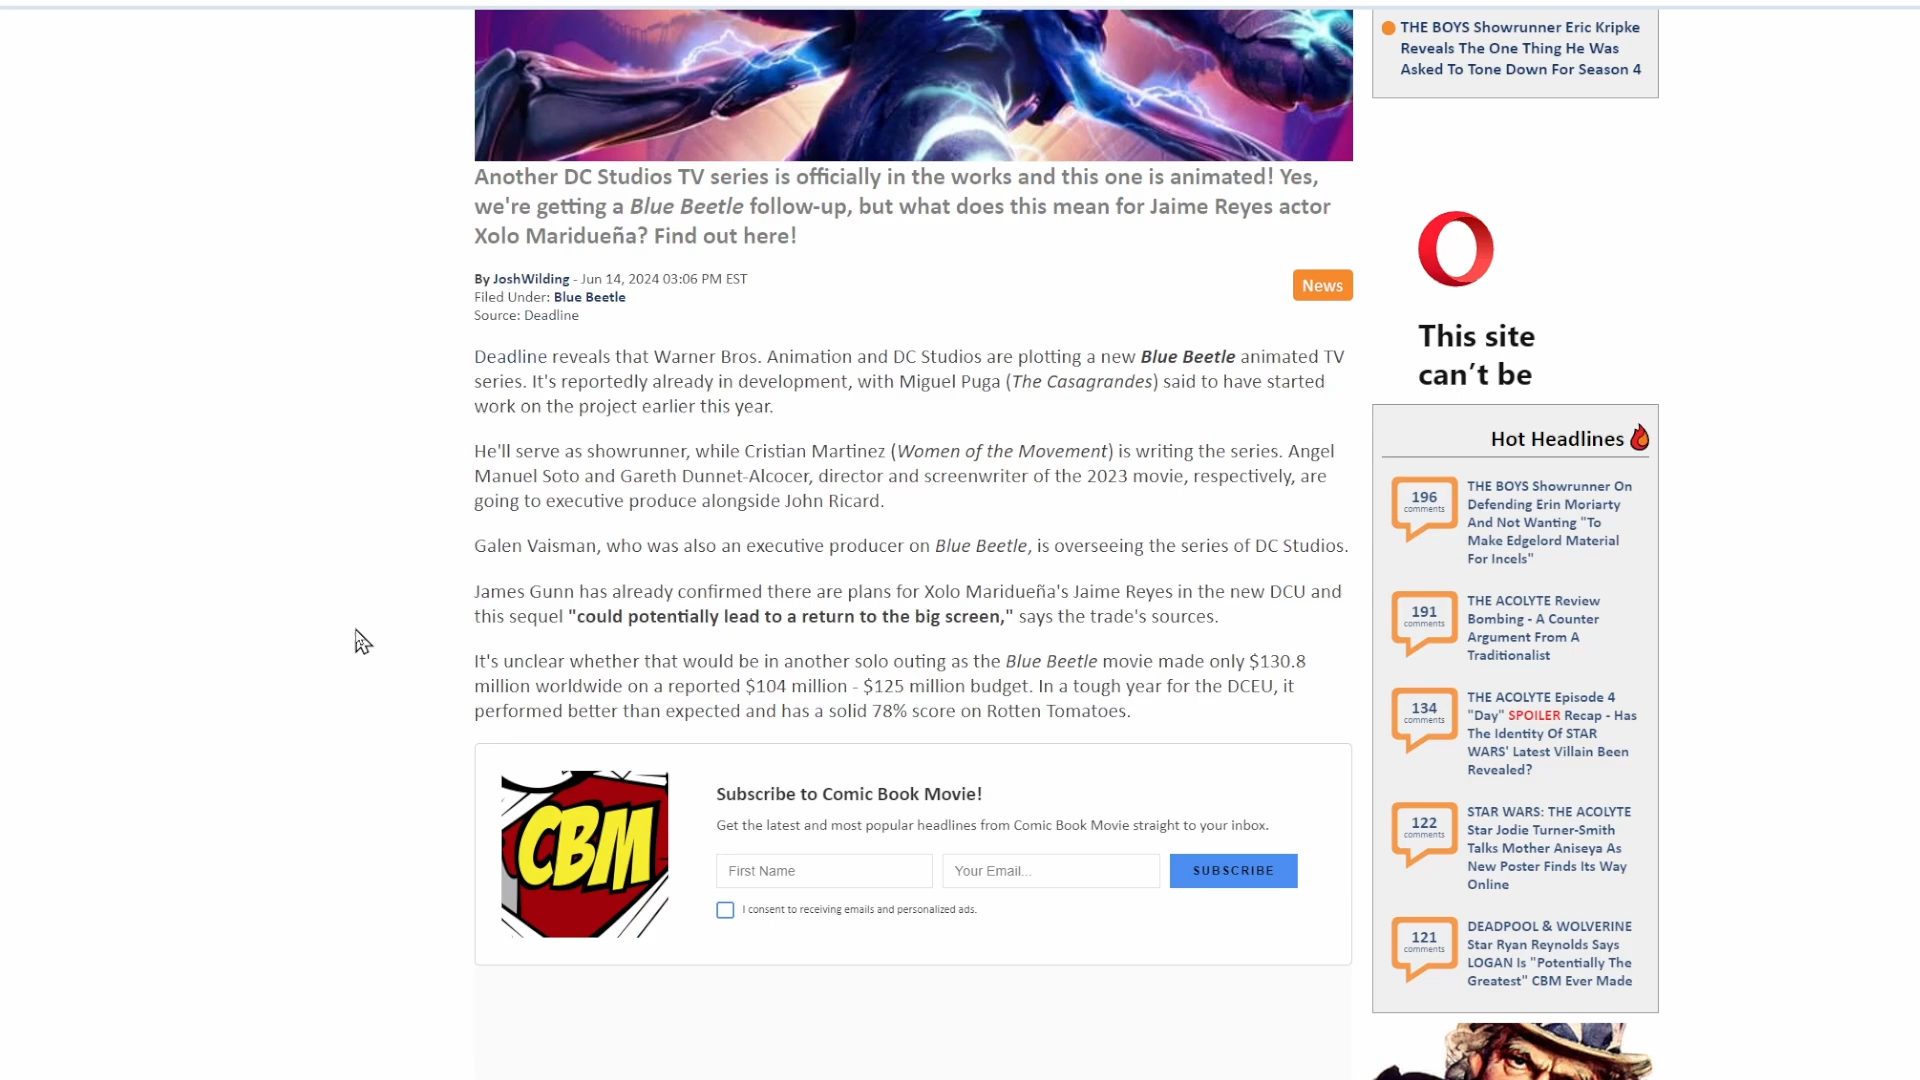 THE BOYS Showrunner Eric Kripke
Reveals The One Thing He Was
Asked To Tone Down For Season 4
Another DC Studios TV series is officially in the works and this one is animated! Yes,
we're getting a Blue Beetle follow-up, but what does this mean for Jaime Reyes actor
Xolo Maridueña? Find out here!
By JoshWilding - Jun 14, 2024 03:06 PM EST
Filed Under: Blue Beetle
Source: Deadline
News
Deadline reveals that Warner Bros. Animation and DC Studios are plotting a new Blue Beetle animated TV
series. It's reportedly already in development, with Miguel Puga (The Casagrandes) said to have started
work on the project earlier this year.
He'll serve as showrunner, while Cristian Martinez (Women of the Movement) is writing the series. Angel
Manuel Soto and Gareth Dunnet-Alcocer, director and screenwriter of the 2023 movie, respectively, are
going to executive produce alongside John Ricard.
Galen Vaisman, who was also an executive producer on Blue Beetle, is overseeing the series of DC Studios.
James Gunn has already confirmed there are plans for Xolo Maridueña's Jaime Reyes in the new DCU and
this sequel "could potentially lead to a return to the big screen," says the trade's sources.
It's unclear whether that would be in another solo outing as the Blue Beetle movie made only $130.8
million worldwide on a reported $104 million - $125 million budget. In a tough year for the DCEU, it
performed better than expected and has a solid 78% score on Rotten Tomatoes.
CBM
Subscribe to Comic Book Movie!
Get the latest and most popular headlines from Comic Book Movie straight to your inbox.
First Name
Your Email...
SUBSCRIBE
I consent to receiving emails and personalized ads.
This site
can't be
Hot Headlines
196
comments
THE BOYS Showrunner On
Defending Erin Moriarty
And Not Wanting "To
Make Edgelord Material
For Incels"
191
comments
THE ACOLYTE Review
Bombing - A Counter
Argument From A
Traditionalist
134
comments
THE ACOLYTE Episode 4
"Day" SPOILER Recap - Has
The Identity Of STAR
WARS' Latest Villain Been
Revealed?
122
comments
STAR WARS: THE ACOLYTE
Star Jodie Turner-Smith
Talks Mother Aniseya As
New Poster Finds Its Way
Online
121
comments
DEADPOOL & WOLVERINE
Star Ryan Reynolds Says
LOGAN Is "Potentially The
Greatest" CBM Ever Made